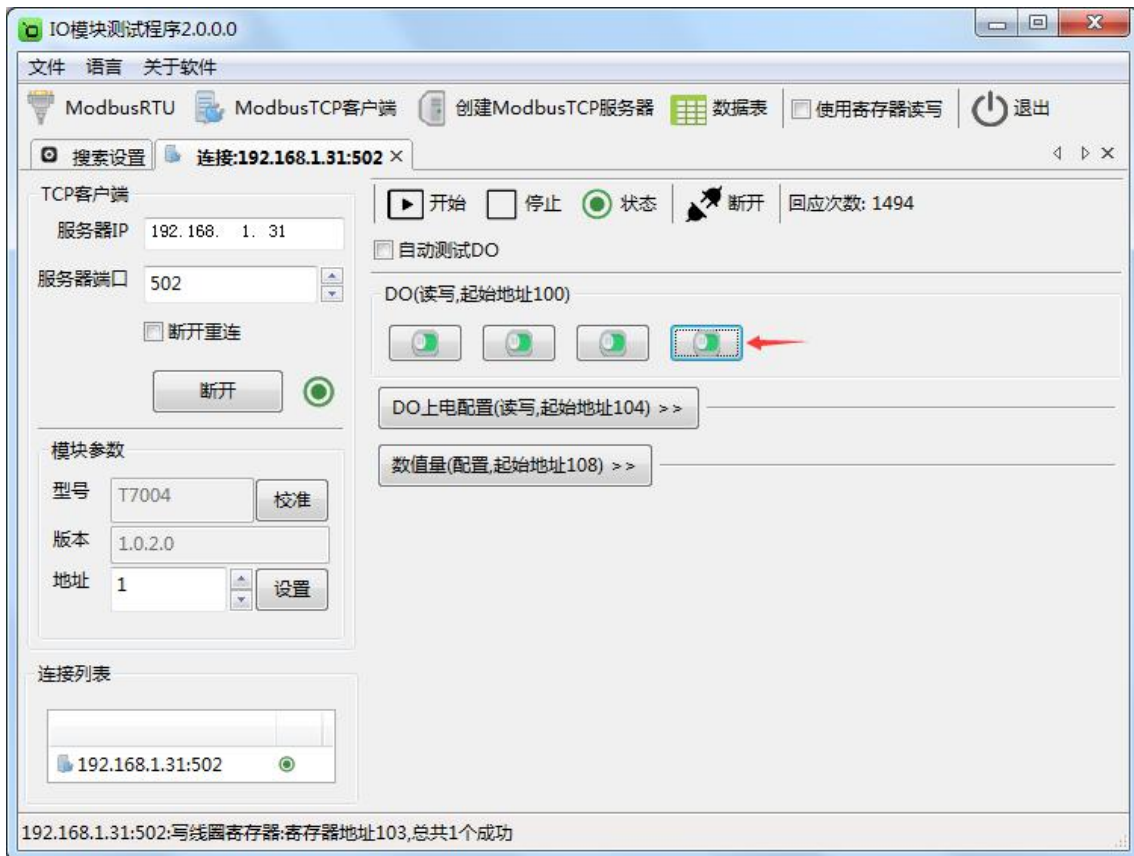 IO模块测试程序2.0.0.0
文件 语言 关于软件
ModbusRTU ModbusTCP客户端 创建ModbusTCP服务器 数据表 使用寄存器读写 退出
搜索设置 连接:192.168.1.31:502
TCP客户端
服务器IP 192.168. 1. 31
服务器端口 502
断开重连
断开
模块参数
型号 T7004 校准
版本 1.0.2.0
地址 1 设置
连接列表
192.168.1.31:502
开始 停止 状态 断开 回应次数: 1494
自动测试DO
DO(读写,起始地址100)
DO上电配置(读写,起始地址104) >>
数值量(配置,起始地址108) >>
192.168.1.31:502:写线圈寄存器:寄存器地址103,总共1个成功